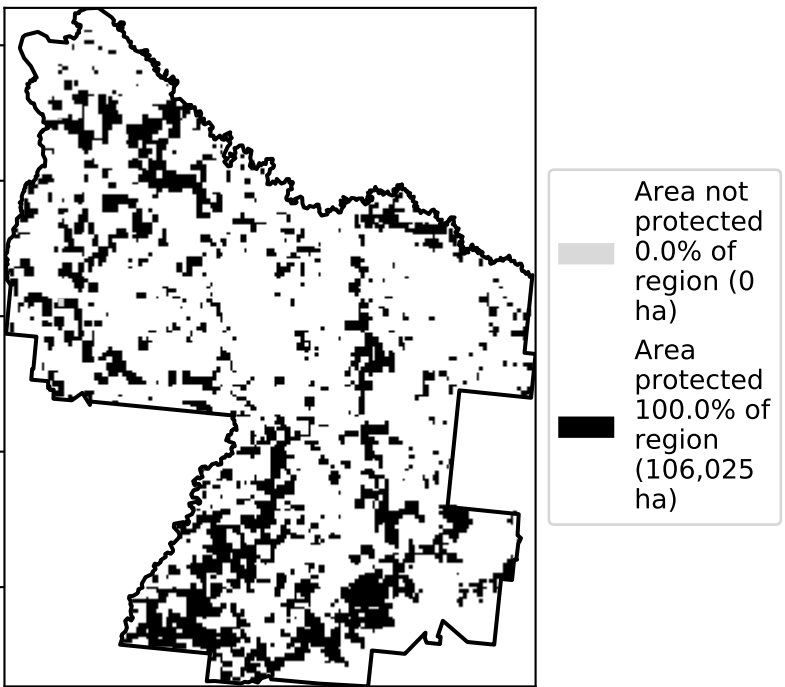 Area not
protected
0.0% of
region (0
ha)
Area
protected
100.0% of
region
(106,025
ha)